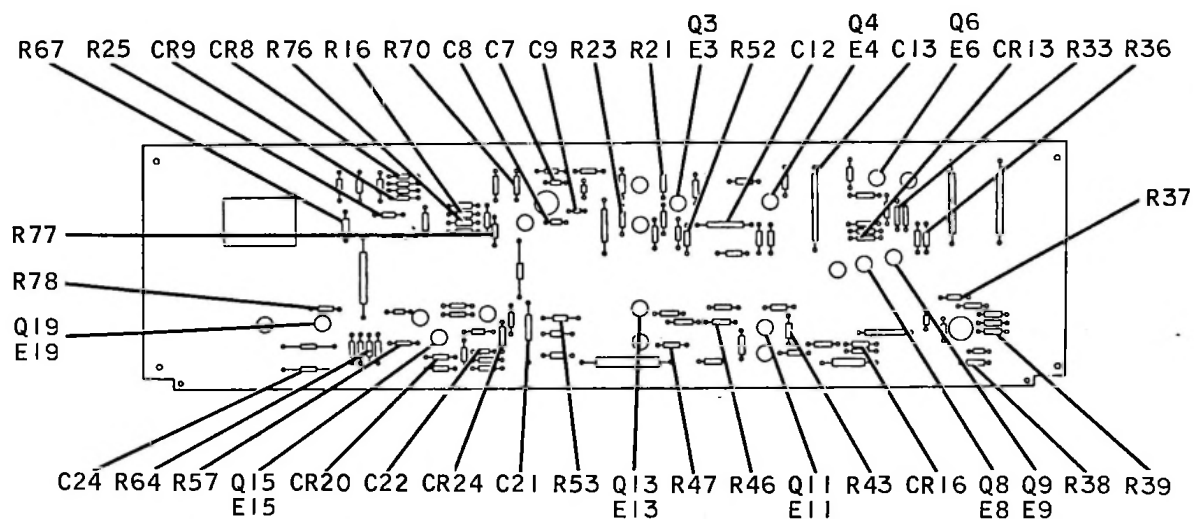 Q3 Q4 Q6
R67 R25 CR9 CR8 R76 R16 R70 C8 C7 C9 R23 R21 E3 R52 C12 E4 C13 E6 CR13 R33 R36
R37
R77
R78
Q19
E19
C24 R64 R57 Q15 CR20 C22 CR24 C21 R53 Q13 R47 R46 Q11 R43 CR16 Q8 Q9 R38 R39
E15 E13 E11 E8 E9